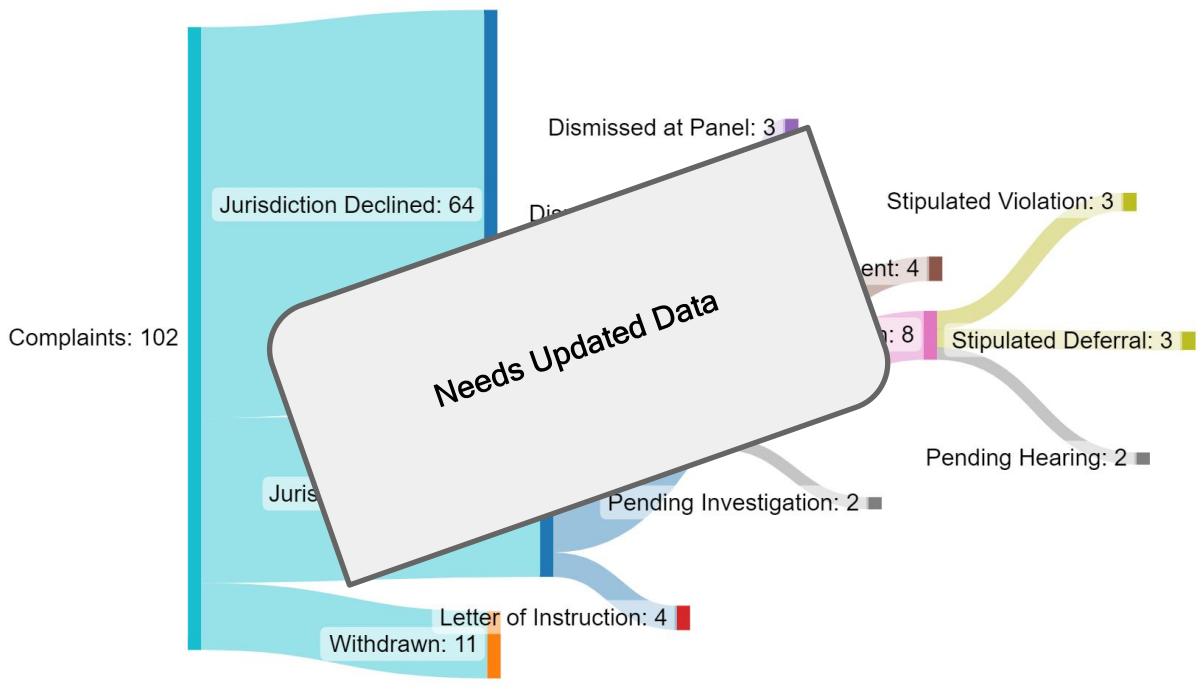 Dismissed at Panel: 3
Stipulated Violation: 3
Jurisdiction Declined: 64
ent: 4
Needs Updated Data
Complaints: 102
: 8
Stipulated Deferral: 3
Pending Hearing: 2
Juris
Pending Investigation: 2
Letter of Instruction: 4
Withdrawn: 11